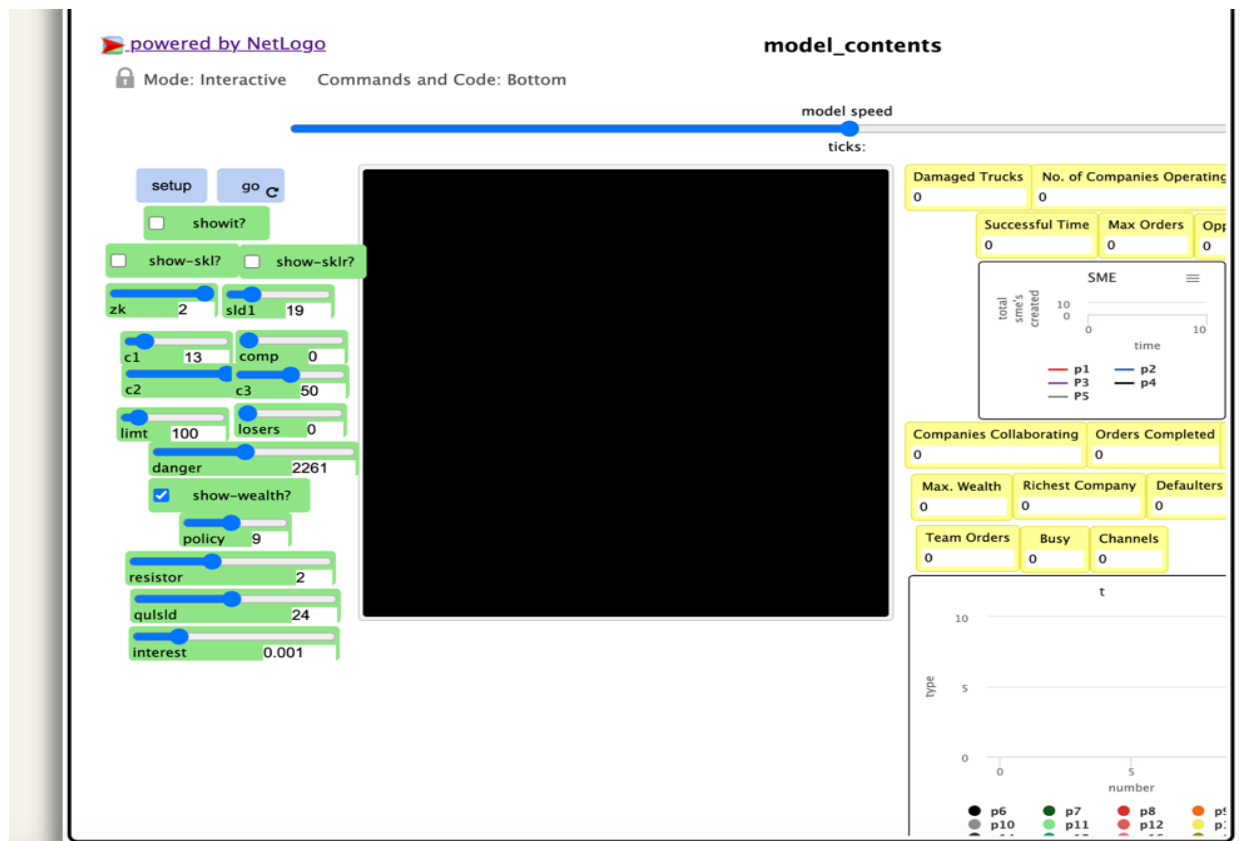 powered by NetLogo
model_contents
Mode: Interactive Commands and Code: Bottom
model speed
ticks:
setup go
showit?
show-skl? show-sklr?
zk 2 sld1 19
c1 13 comp 0
c2 c3 50
limt 100 losers 0
danger 2261
show-wealth?
policy 9
resistor 2
qulsld 24
interest 0.001
Damaged Trucks No. of Companies Operating
0 0
Successful Time Max Orders
0 0 0
SME
total sme's created
10
0
0 10
time
p1 p2
P3 p4
P5
Companies Collaborating Orders Completed
0 0
Max. Wealth Richest Company Defaulters
0 0 0
Team Orders Busy Channels
0 0 0
t
type
10
5
0
0 5
number
p6 p7 p8
p10 p11 p12